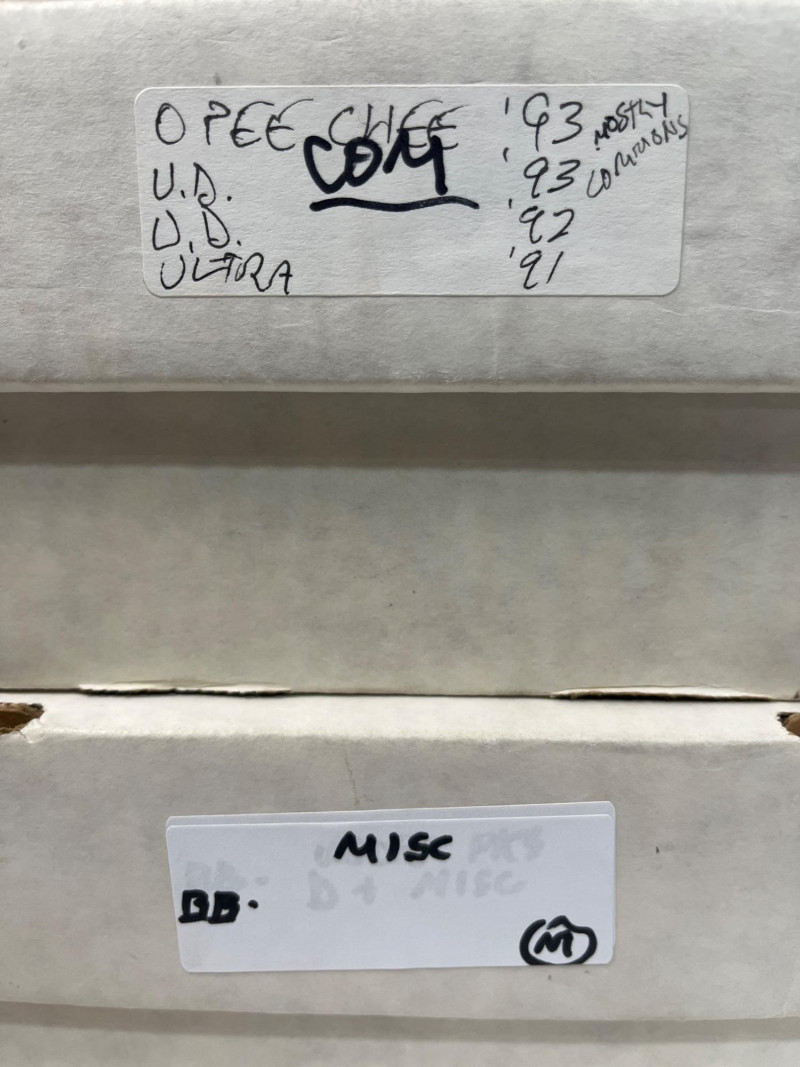 O PEE CHEE '93 MOSTLY
COMMONS
COM
U.D. '93
U.D. '92
ULTRA '91
MISC
BB.
M